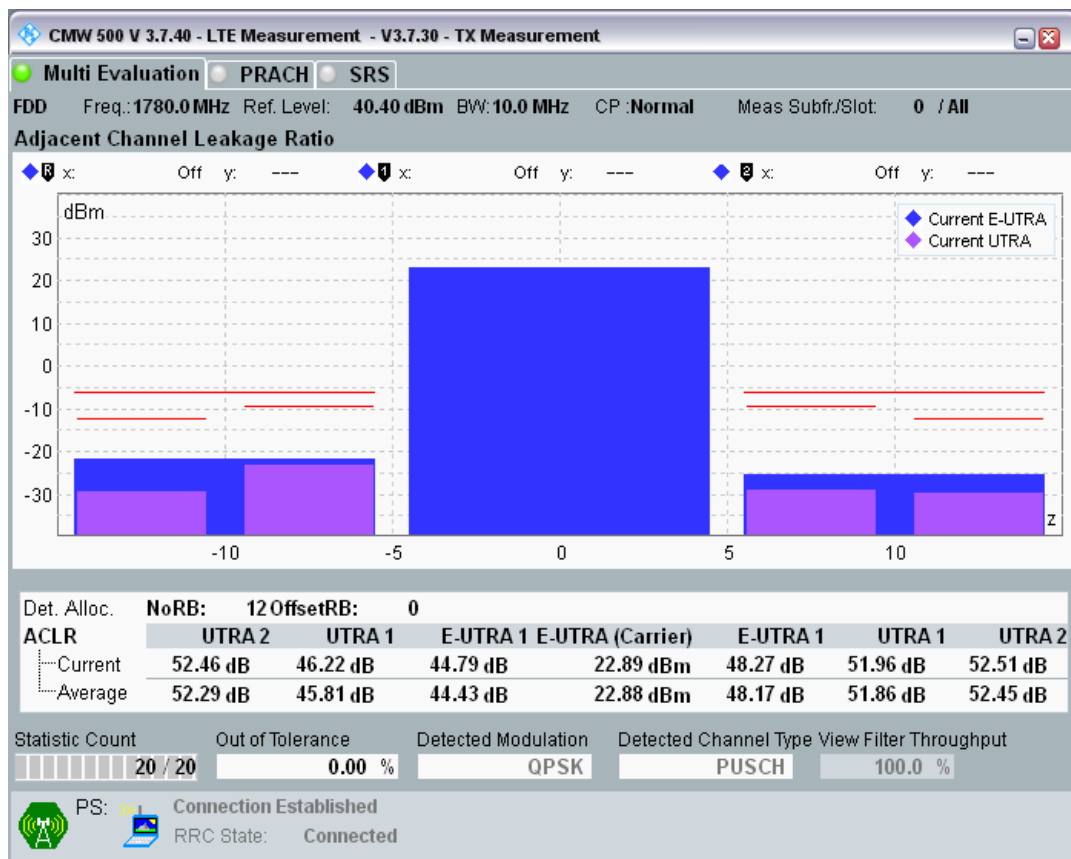 CMW 500 V 3.7.40 - LTE Measurement - V3.7.30 - TX Measurement
Multi Evaluation PRACH SRS
FDD Freq.:1780.0 MHz Ref. Level: 40.40 dBm BW:10.0 MHz CP :Normal Meas Subfr./Slot: 0 / All
Adjacent Channel Leakage Ratio
R x: Off y: --- 1 x: Off y: --- 2 x: Off y: ---
dBm
Current E-UTRA
Current UTRA
30
20
10
0
-10
-20
-30
z
-10 -5 0 5 10
Det. Alloc. NoRB: 12 OffsetRB: 0
ACLR UTRA 2 UTRA 1 E-UTRA 1 E-UTRA (Carrier) E-UTRA 1 UTRA 1 UTRA 2
Current 52.46 dB 46.22 dB 44.79 dB 22.89 dBm 48.27 dB 51.96 dB 52.51 dB
Average 52.29 dB 45.81 dB 44.43 dB 22.88 dBm 48.17 dB 51.86 dB 52.45 dB
Statistic Count Out of Tolerance Detected Modulation Detected Channel Type View Filter Throughput
20 / 20 0.00 % QPSK PUSCH 100.0 %
PS: Connection Established
RRC State: Connected